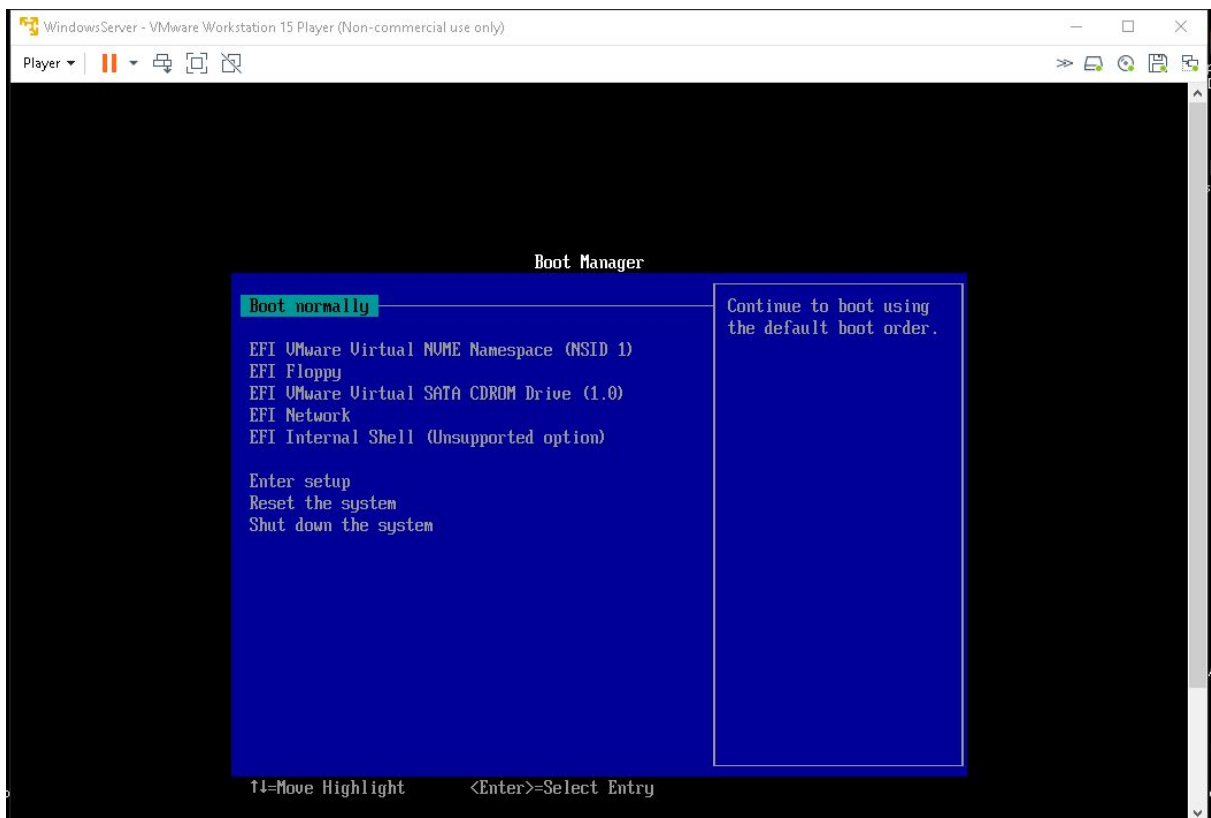 WindowsServer - VMware Workstation 15 Player (Non-commercial use only)
Player
Boot Manager
Boot normally
Continue to boot using
the default boot order.
EFI VMware Virtual NVME Namespace (NSID 1)
EFI Floppy
EFI VMware Virtual SATA CDROM Drive (1.0)
EFI Network
EFI Internal Shell (Unsupported option)
Enter setup
Reset the system
Shut down the system
↑↓=Move Highlight <Enter>=Select Entry